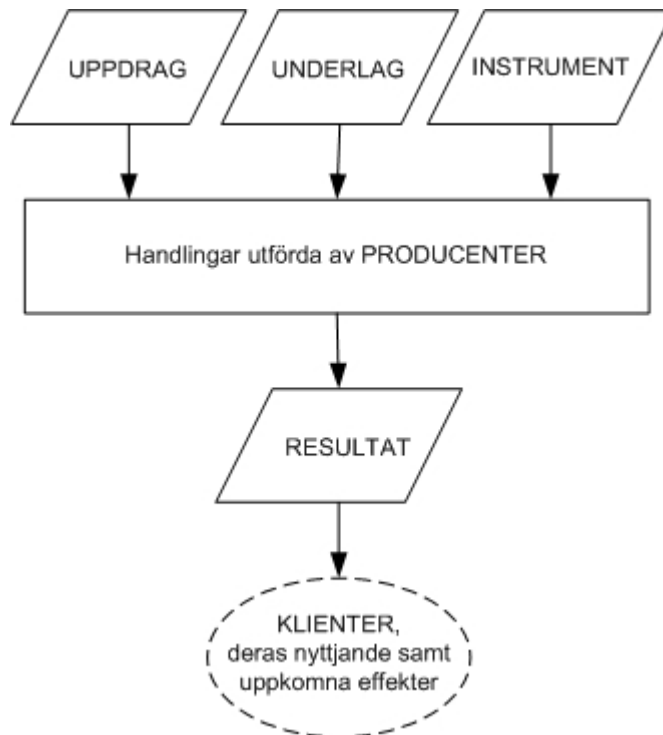 UPPDRAG
UNDERLAG
INSTRUMENT
Handlingar utförda av PRODUCENTER
RESULTAT
KLIENTER,
deras nyttjande samt
uppkomna effekter